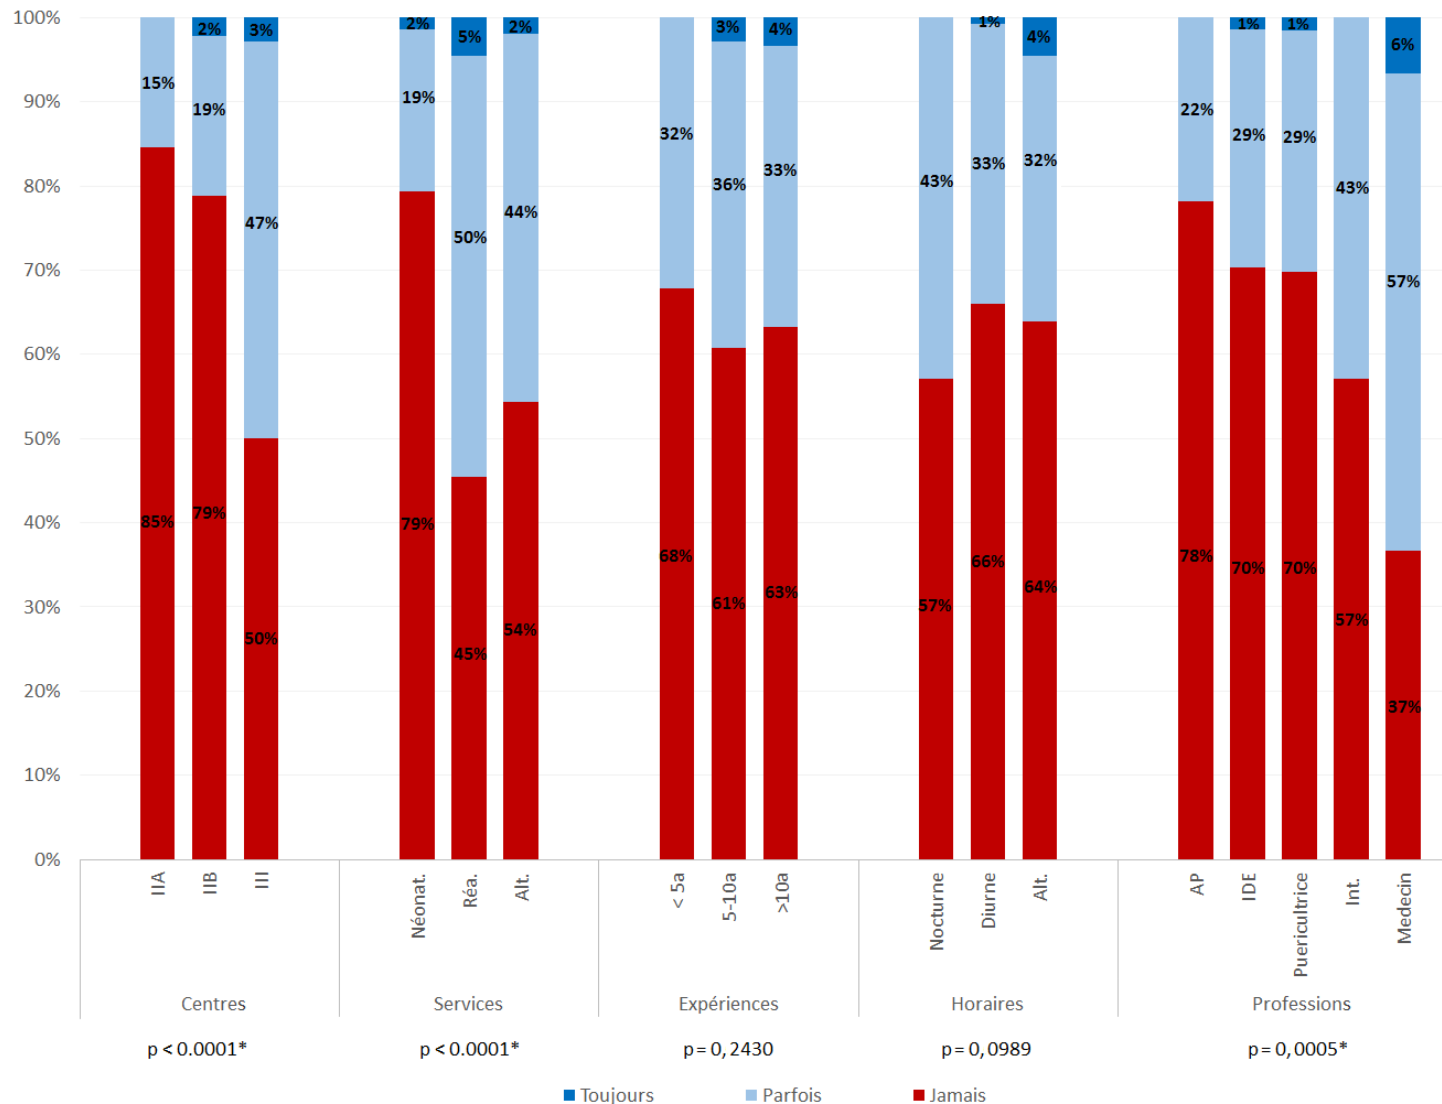 100%
90%
80%
70%
60%
50%
40%
30%
20%
10%
0%
2% 3% 2% 5% 2% 3% 4% 1% 4% 1% 1% 6%
15% 19% 47% 19% 50% 44% 32% 36% 33% 43% 33% 32% 22% 29% 29% 43% 57%
85% 79% 50% 79% 45% 54% 68% 61% 63% 57% 66% 64% 78% 70% 70% 57% 37%
IIA IIB III Néonat. Réa. Alt. < 5a 5-10a >10a Nocturne Diurne Alt. AP IDE Puericultrice Int. Medecin
Centres Services Expériences Horaires Professions
p < 0.0001* p < 0.0001* p = 0,2430 p = 0,0989 p = 0,0005*
Toujours Parfois Jamais